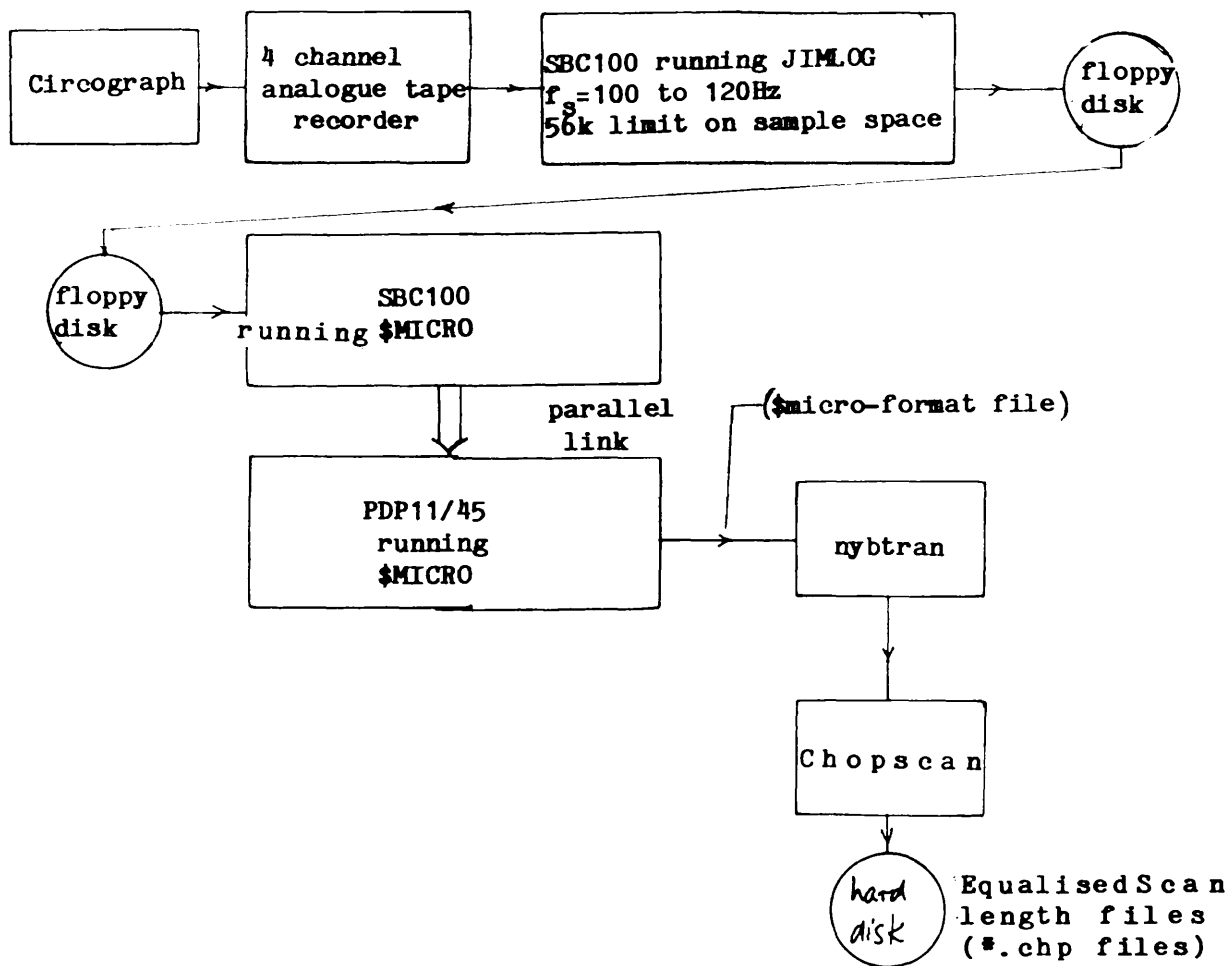 Circograph
4 channel
analogue tape
recorder
SBC100 running JIMLOG
fs=100 to 120Hz
56k limit on sample space
floppy
disk
floppy
disk
SBC100
running $MICRO
parallel
link
($micro-format file)
PDP11/45
running
$MICRO
nybtran
Chopscan
hard
disk
Equalised Scan
length files
(*.chp files)